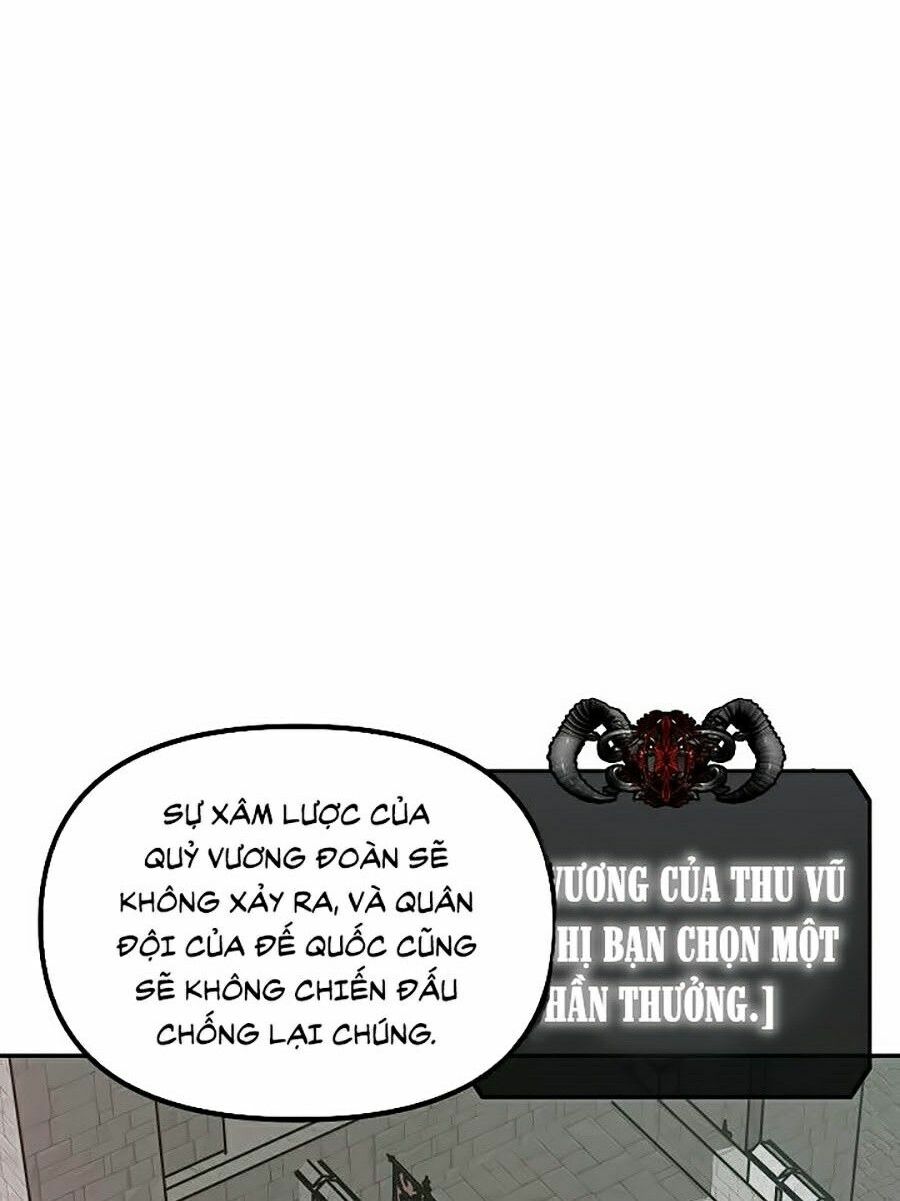 SỰ XÂM LƯỢC CỦA
QUỶ VƯƠNG ĐOÀN SẼ
KHÔNG XẢY RA, VÀ QUÂN
ĐỘI CỦA ĐẾ QUỐC CŨNG
SẼ KHÔNG CHIẾN ĐẤU
CHỐNG LẠI CHÚNG.
VƯƠNG CỦA THU VŨ
HỊ BẠN CHỌN MỘT
HẦN THƯỞNG.]